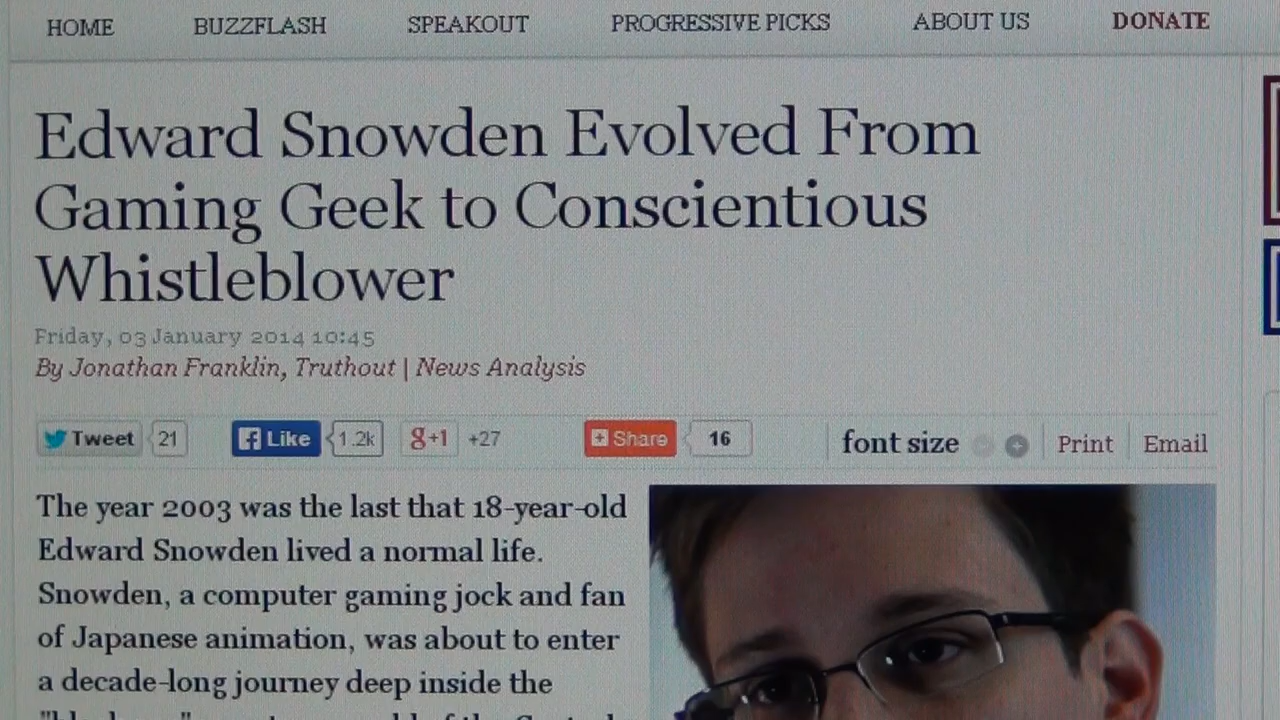 HOME BUZZFLASH SPEAKOUT PROGRESSIVE PICKS ABOUT US DONATE
Edward Snowden Evolved From
Gaming Geek to Conscientious
Whistleblower
Friday, 03 January 2014 10:45
By Jonathan Franklin, Truthout | News Analysis
Tweet 21 Like 1.2k g+1 +27 Share 16 font size Print Email
The year 2003 was the last that 18-year-old
Edward Snowden lived a normal life.
Snowden, a computer gaming jock and fan
of Japanese animation, was about to enter
a decade-long journey deep inside the